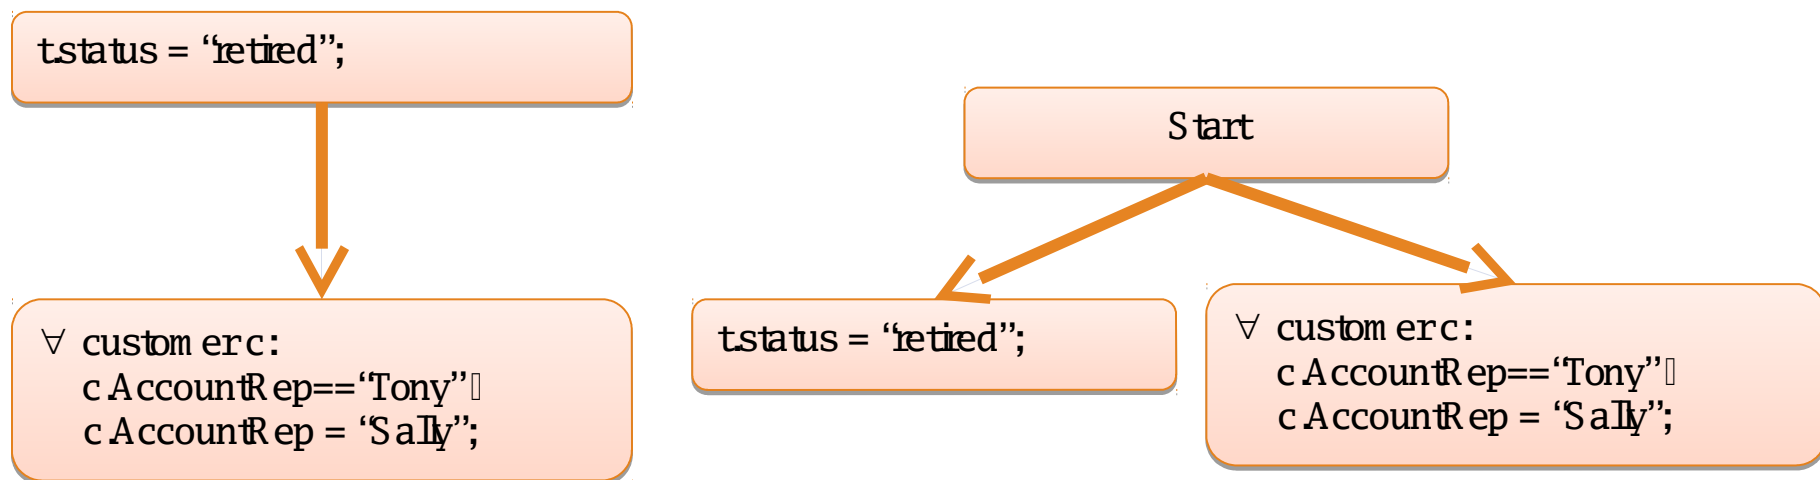 t.status = “retired”;
∀ customer c:
c.AccountRep==“Tony” 
c.AccountRep = “Sally”;
Start
t.status = “retired”;
∀ customer c:
c.AccountRep==“Tony” 
c.AccountRep = “Sally”;